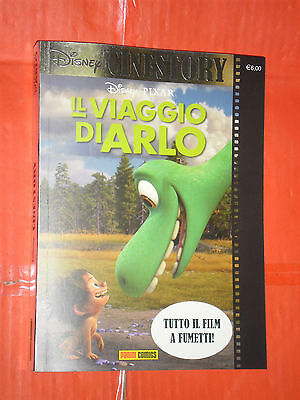 Disney CINESTORY
€6,00
Disney · PIXAR
IL VIAGGIO
DI ARLO
TUTTO IL FILM
A FUMETTI!
PANINI COMICS